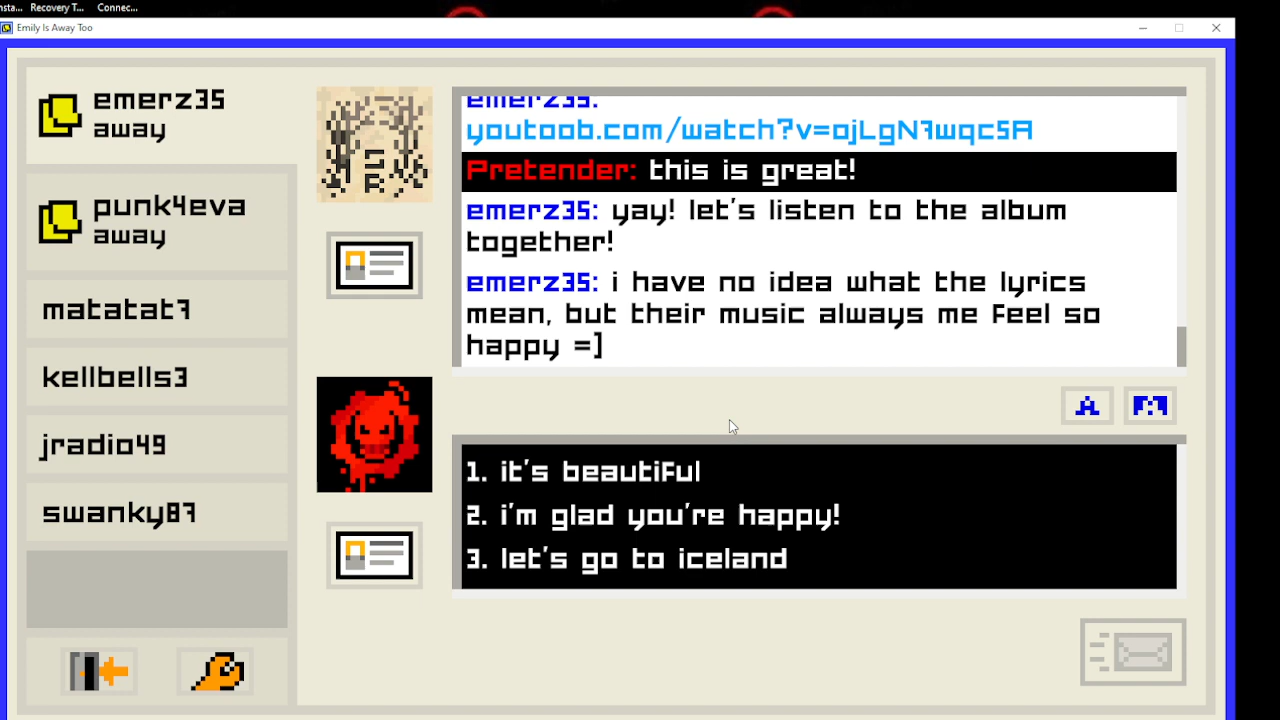 nsta... Recovery T... Connec...
Emily Is Away Too
emerz35
away
punk4eva
away
matatat7
kellbells3
jradio49
swanky87
S
R
emerz35:
youtoob.com/watch?v=ojLgN7wqc5A
Pretender: this is great!
emerz35: yay! let's listen to the album
together!
emerz35: i have no idea what the lyrics
mean, but their music always me feel so
happy =]
A
1. it's beautiful
2. i'm glad you're happy!
3. let's go to iceland